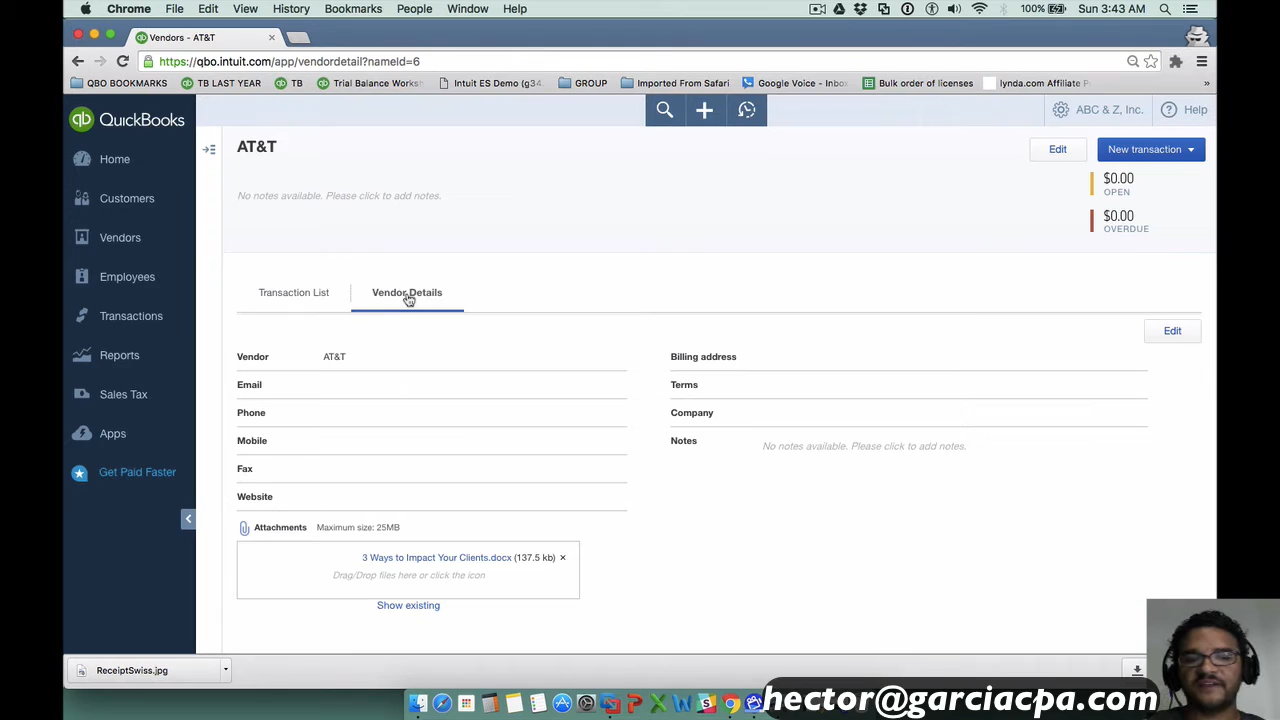 Chrome File Edit View History Bookmarks People Window Help 100% Sun 3:43 AM
Vendors - AT&T
https://qbo.intuit.com/app/vendordetail?nameId=6
QBO BOOKMARKS TB LAST YEAR TB Trial Balance Works Intuit ES Demo (g34. GROUP Imported From Safari Google Voice - Inbo Bulk order of licenses lynda.com Affiliate P »
QuickBooks
ABC & Z, Inc. Help
AT&T
Edit
New transaction
No notes available. Please click to add notes.
$0.00
OPEN
$0.00
OVERDUE
Home
Customers
Vendors
Employees
Transactions
Reports
Sales Tax
Apps
Get Paid Faster
Transaction List
Vendor Details
Edit
Vendor AT&T
Email
Phone
Mobile
Fax
Website
Billing address
Terms
Company
Notes No notes available. Please click to add notes.
Attachments Maximum size: 25MB
3 Ways to Impact Your Clients.docx (137.5 kb) ×
Drag/Drop files here or click the icon
Show existing
ReceiptSwiss.jpg
hector@garciacpa.com